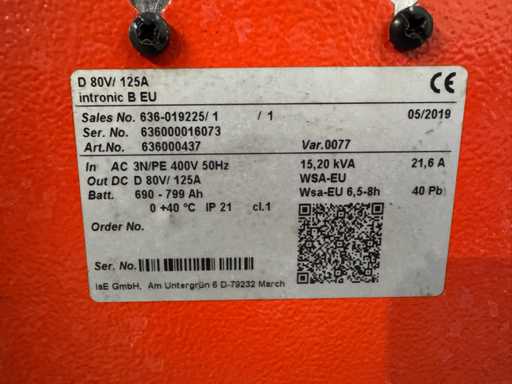 D 80V/ 125A
intronic B EU
CE
Sales No. 636-019225/ 1 / 1 05/2019
Ser. No. 636000016073
Art.No. 636000437 Var.0077
In AC 3N/PE 400V 50Hz 15,20 kVA 21,6 A
Out DC D 80V/ 125A WSA-EU
Batt. 690 - 799 Ah Wsa-EU 6,5-8h 40 Pb
0 +40 °C IP 21 cl.1
Order No.
Ser. No.
IsE GmbH, Am Untergrün 6 D-79232 March